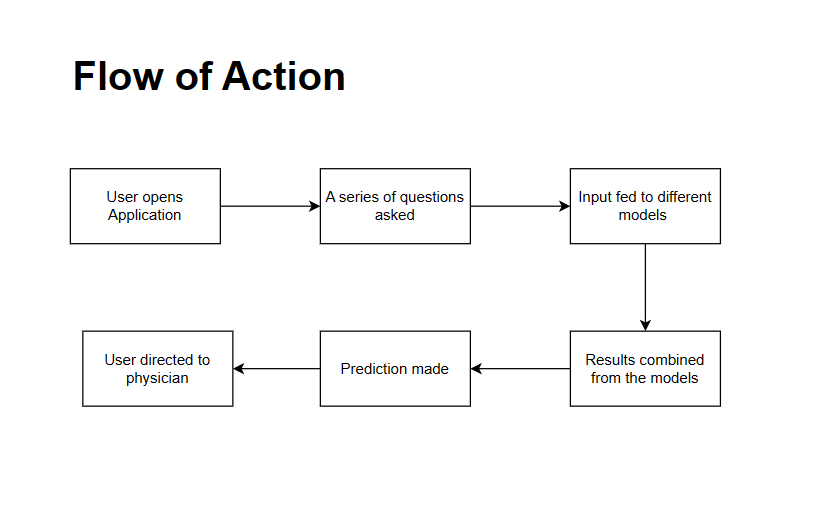 Flow of Action
User opens
Application
A series of questions
asked
Input fed to different
models
Results combined
from the models
Prediction made
User directed to
physician